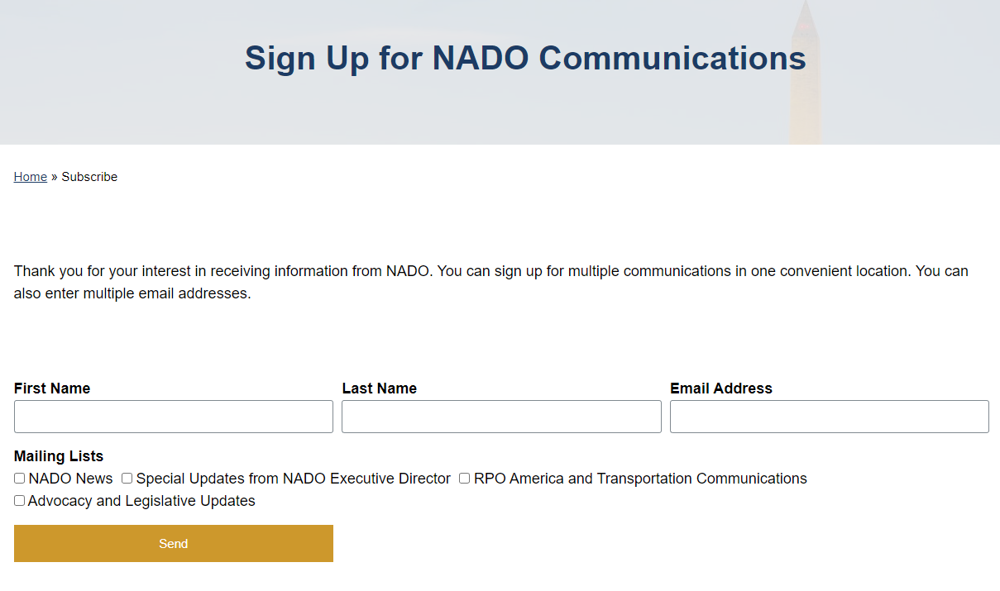 Sign Up for NADO Communications
Home » Subscribe
Thank you for your interest in receiving information from NADO. You can sign up for multiple communications in one convenient location. You can
also enter multiple email addresses.
First Name Last Name Email Address
Mailing Lists
NADO News Special Updates from NADO Executive Director RPO America and Transportation Communications
Advocacy and Legislative Updates
Send